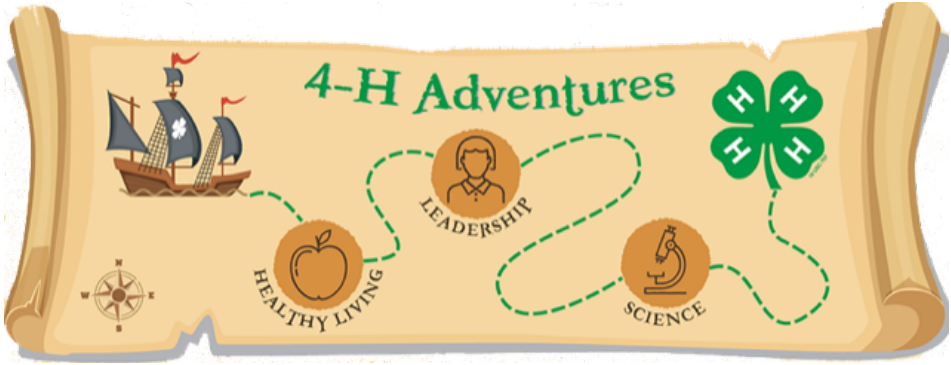 4-H Adventures
H H
H H
LEADERSHIP
HEALTHY LIVING
SCIENCE
N
W E
S